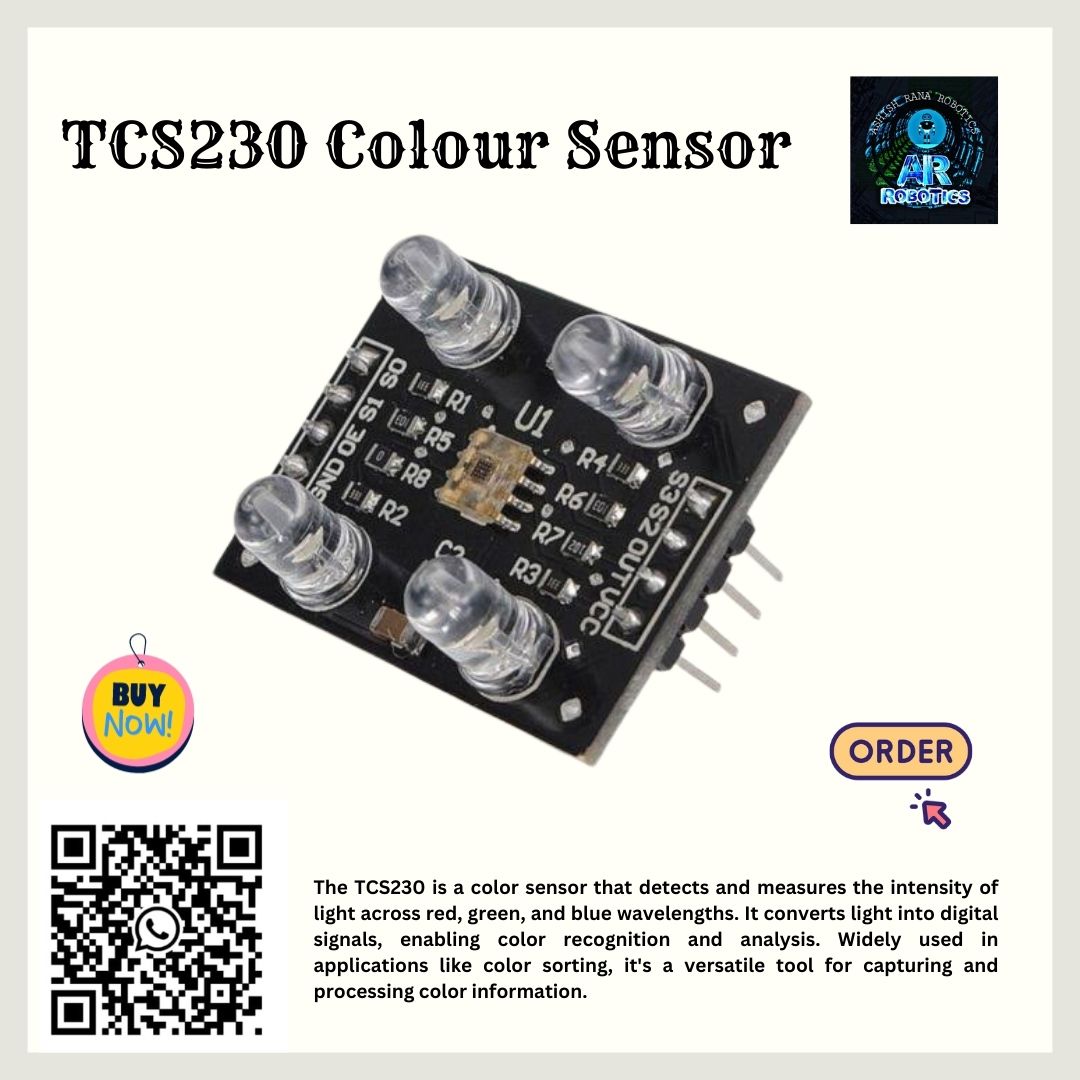 TCS230 Colour Sensor
ASHISH RANA ROBOTICS
AR
ROBOTICS
S0
S1
OE
GND
R1
R5
R8
R2
U1
C2
R4
R6
R7
R3
S3
S2
OUT
VCC
BUY
NOW!
ORDER
The TCS230 is a color sensor that detects and measures the intensity of
light across red, green, and blue wavelengths. It converts light into digital
signals, enabling color recognition and analysis. Widely used in
applications like color sorting, it's a versatile tool for capturing and
processing color information.